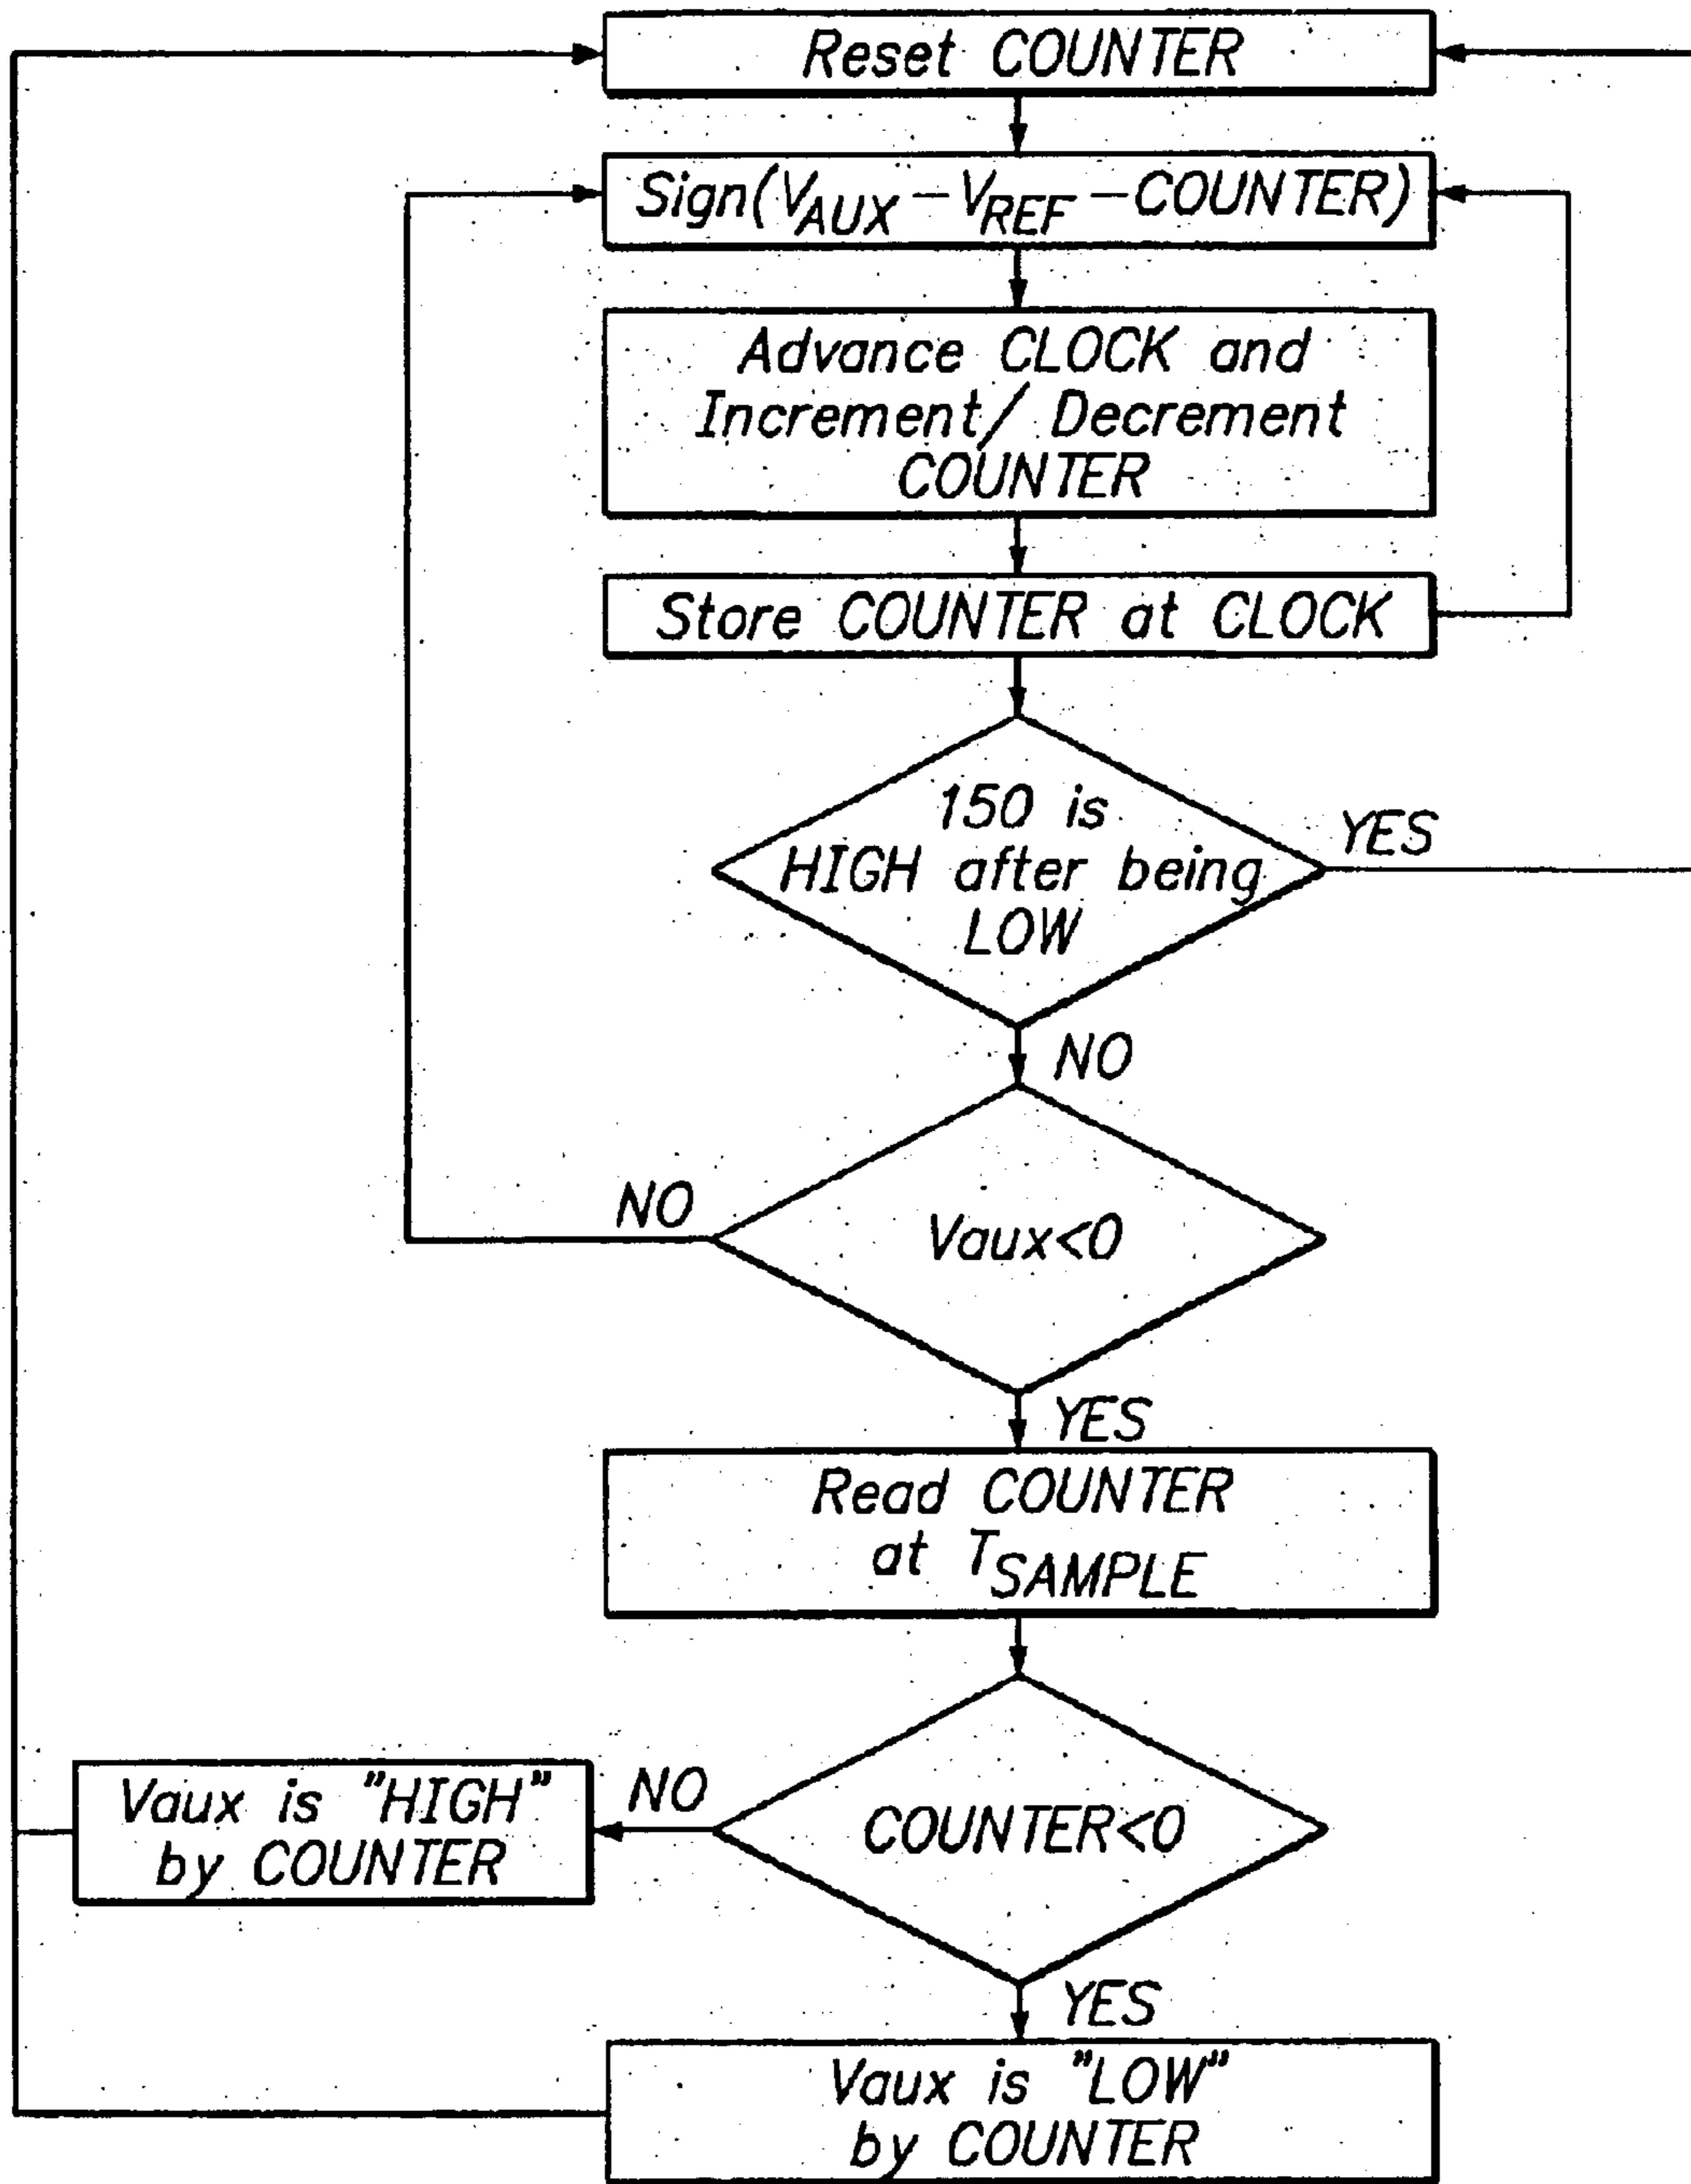 Reset COUNTER
Sign(VAUX-VREF-COUNTER)
Advance CLOCK and
Increment/ Decrement
COUNTER
Store COUNTER at CLOCK
150 is
HIGH after being
LOW
YES
NO
Vaux<0
NO
YES
Read COUNTER
at TSAMPLE
COUNTER<0
NO
Vaux is "HIGH"
by COUNTER
YES
Vaux is "LOW"
by COUNTER